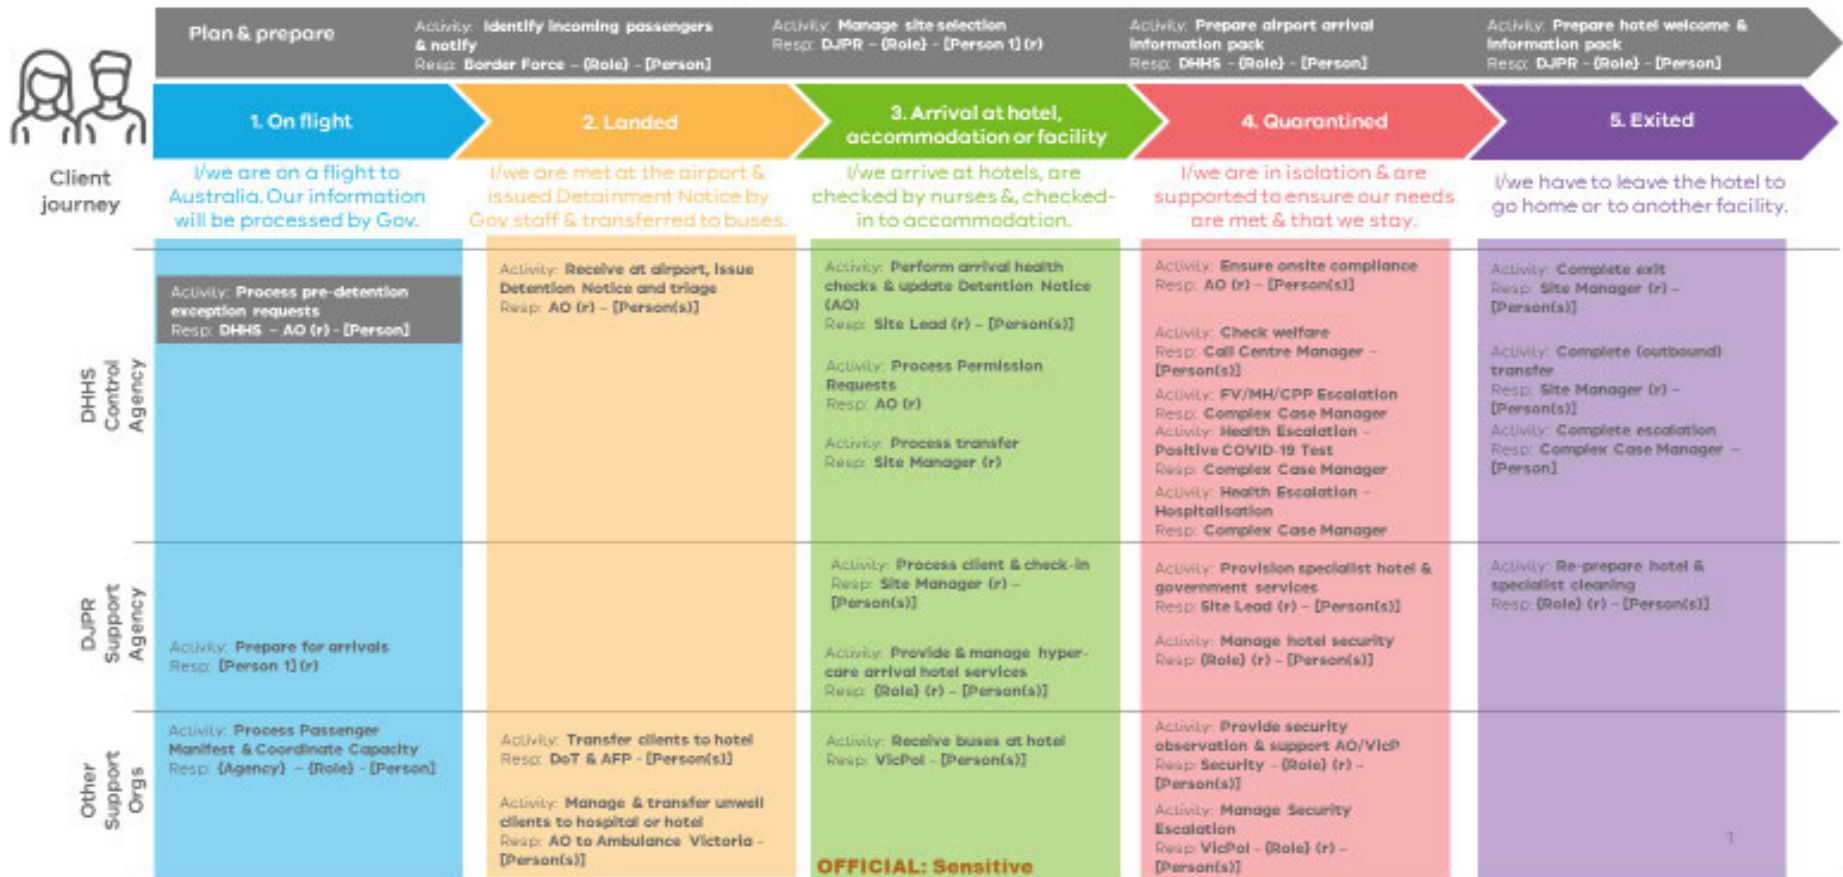 Plan & prepare
Activity: Identify incoming passengers
& notify
Resp: Border Force – {Role} - [Person]
Activity: Manage site selection
Resp: DJPR – {Role} - [Person 1] (r)
Activity: Prepare airport arrival
information pack
Resp: DHHS - {Role} - [Person]
Activity: Prepare hotel welcome &
information pack
Resp: DJPR - {Role} - [Person]
Client
journey
1. On flight
2. Landed
3. Arrival at hotel,
accommodation or facility
4. Quarantined
5. Exited
I/we are on a flight to
Australia. Our information
will be processed by Gov.
I/we are met at the airport &
issued Detainment Notice by
Gov staff & transferred to buses.
I/we arrive at hotels, are
checked by nurses &, checked-
in to accommodation.
I/we are in isolation & are
supported to ensure our needs
are met & that we stay.
I/we have to leave the hotel to
go home or to another facility.
DHHS
Control
Agency
Activity: Process pre-detention
exception requests
Resp: DHHS – AO (r) - [Person]
Activity: Receive at airport, issue
Detention Notice and triage
Resp: AO (r) – [Person(s)]
Activity: Perform arrival health
checks & update Detention Notice
(AO)
Resp: Site Lead (r) – [Person(s)]
Activity: Process Permission
Requests
Resp: AO (r)
Activity: Process transfer
Resp: Site Manager (r)
Activity: Ensure onsite compliance
Resp: AO (r) – [Person(s)]
Activity: Check welfare
Resp: Call Centre Manager –
[Person(s)]
Activity: FV/MH/CPP Escalation
Resp: Complex Case Manager
Activity: Health Escalation –
Positive COVID-19 Test
Resp: Complex Case Manager
Activity: Health Escalation –
Hospitalisation
Resp: Complex Case Manager
Activity: Complete exit
Resp: Site Manager (r) –
[Person(s)]
Activity: Complete (outbound)
transfer
Resp: Site Manager (r) –
[Person(s)]
Activity: Complete escalation
Resp: Complex Case Manager –
[Person]
DJPR
Support
Agency
Activity: Prepare for arrivals
Resp: [Person 1] (r)
Activity: Process client & check-in
Resp: Site Manager (r) –
[Person(s)]
Activity: Provide & manage hyper-
care arrival hotel services
Resp: {Role} (r) – [Person(s)]
Activity: Provision specialist hotel &
government services
Resp: Site Lead (r) – [Person(s)]
Activity: Manage hotel security
Resp: {Role} (r) – [Person(s)]
Activity: Re-prepare hotel &
specialist cleaning
Resp: {Role} (r) – [Person(s)]
Other
Support
Orgs
Activity: Process Passenger
Manifest & Coordinate Capacity
Resp: {Agency} – {Role} - [Person]
Activity: Transfer clients to hotel
Resp: DoT & AFP - [Person(s)]
Activity: Manage & transfer unwell
clients to hospital or hotel
Resp: AO to Ambulance Victoria -
[Person(s)]
Activity: Receive buses at hotel
Resp: VicPol - [Person(s)]
Activity: Provide security
observation & support AO/VicP
Resp: Security – {Role} (r) –
[Person(s)]
Activity: Manage Security
Escalation
Resp: VicPol - {Role} (r) –
[Person(s)]
1
OFFICIAL: Sensitive